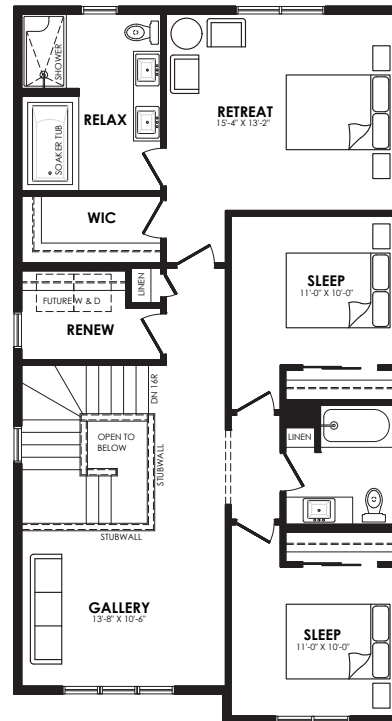 SHOWER
RELAX
SOAKER TUB
RETREAT
15'-4" X 13'-2"
WIC
LINEN
FUTURE W & D
RENEW
SLEEP
11'-0" X 10'-0"
DN 16R
OPEN TO
BELOW
STUBWALL
STUBWALL
LINEN
GALLERY
13'-8" X 10'-6"
SLEEP
11'-0" X 10'-0"